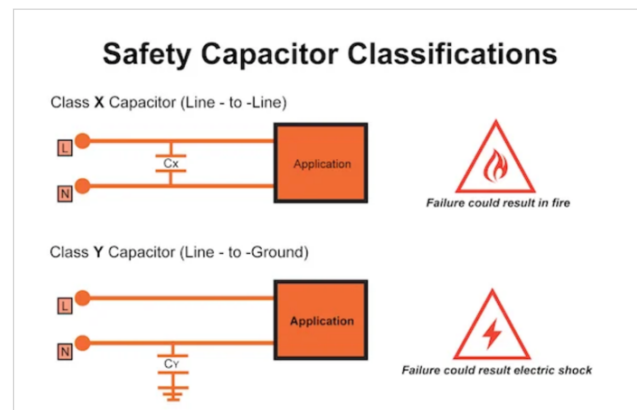 Safety Capacitor Classifications
Class X Capacitor (Line - to -Line)
L
Cx
N
Application
Failure could result in fire
Class Y Capacitor (Line - to -Ground)
L
N
CY
Application
Failure could result electric shock